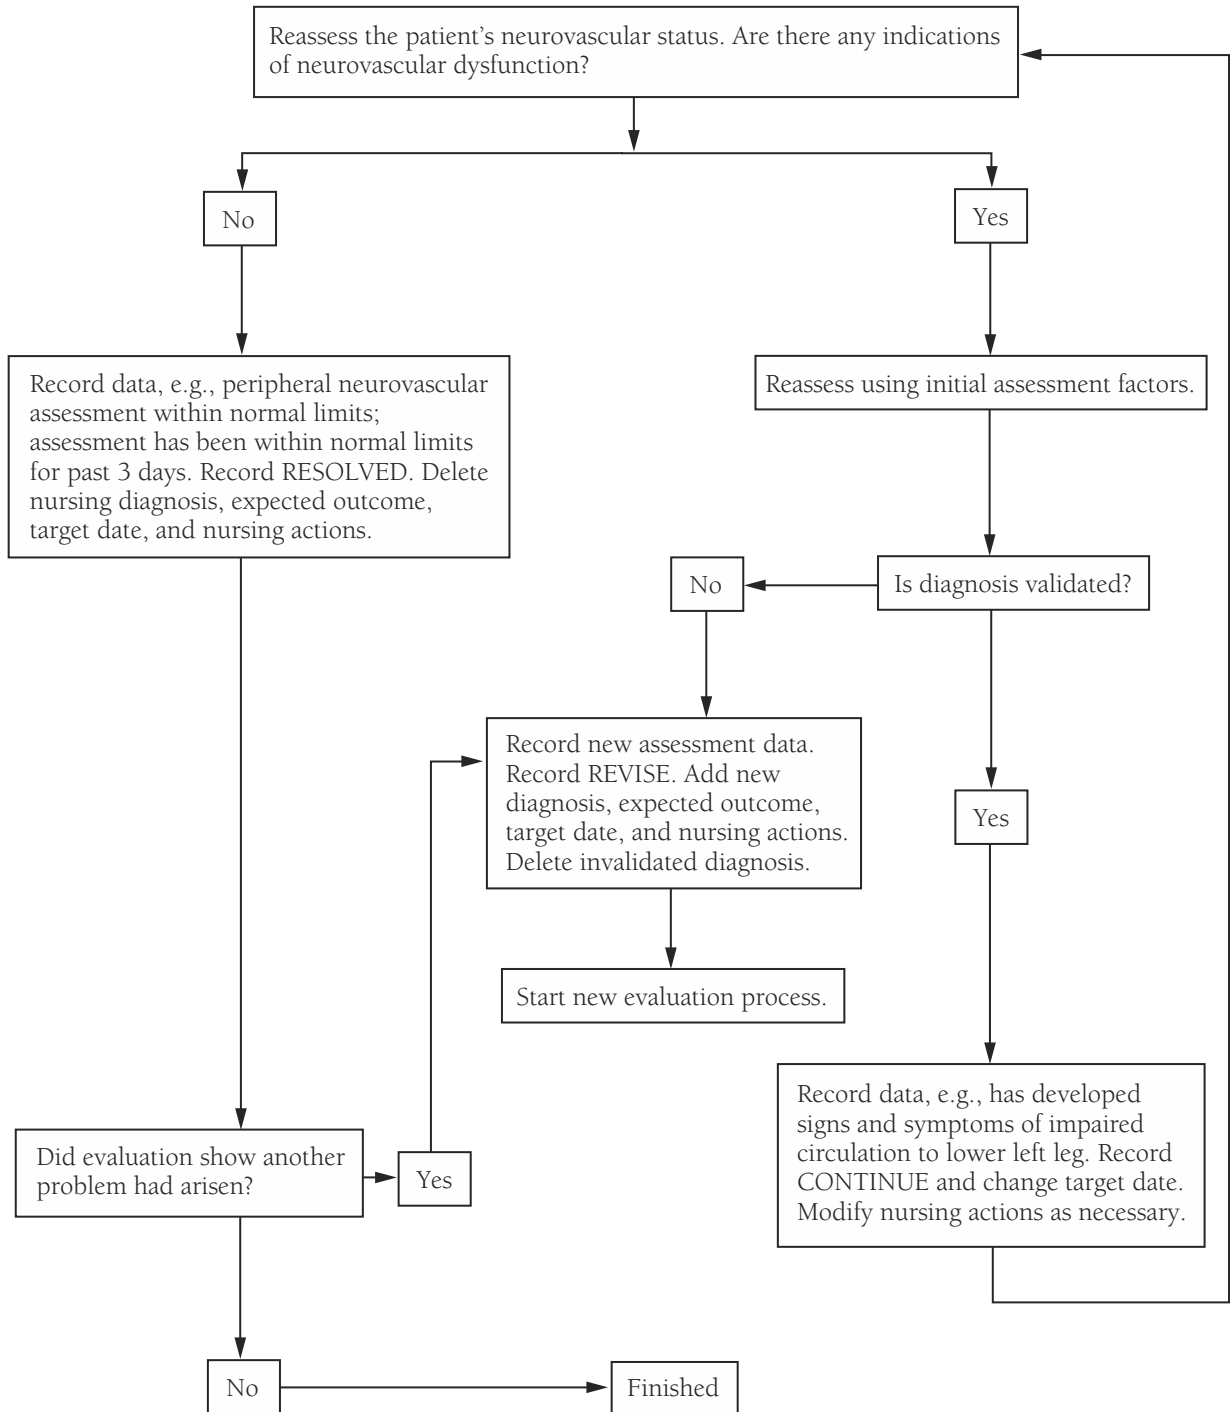 Reassess the patient’s neurovascular status. Are there any indications
of neurovascular dysfunction?
No
Yes
Record data, e.g., peripheral neurovascular
assessment within normal limits;
assessment has been within normal limits
for past 3 days. Record RESOLVED. Delete
nursing diagnosis, expected outcome,
target date, and nursing actions.
Reassess using initial assessment factors.
Is diagnosis validated?
No
Record new assessment data.
Record REVISE. Add new
diagnosis, expected outcome,
target date, and nursing actions.
Delete invalidated diagnosis.
Yes
Start new evaluation process.
Record data, e.g., has developed
signs and symptoms of impaired
circulation to lower left leg. Record
CONTINUE and change target date.
Modify nursing actions as necessary.
Did evaluation show another
problem had arisen?
Yes
No
Finished